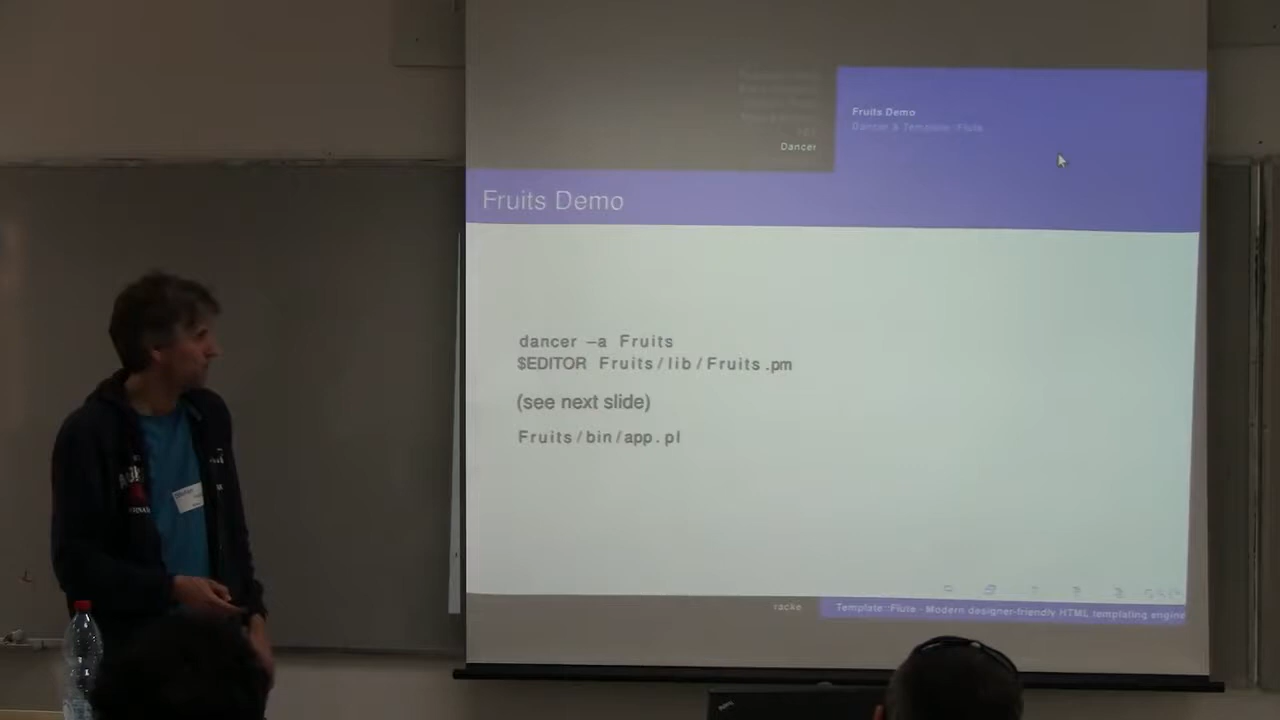 Fruits Demo
Dancer & Template::Flute
Dancer
Fruits Demo
dancer –a Fruits
$EDITOR Fruits/lib/Fruits.pm
(see next slide)
Fruits/bin/app.pl
racke
Template::Flute - Modern designer-friendly HTML templating engine